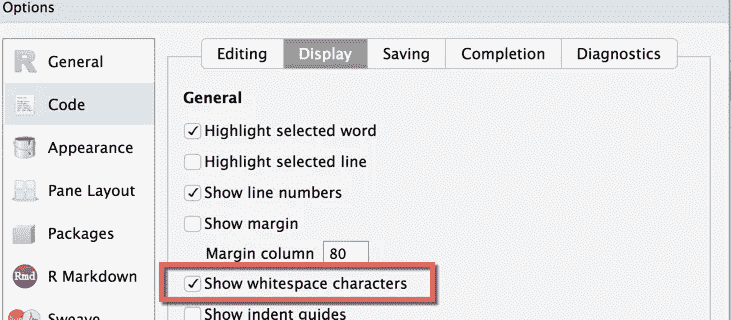 Options
General
Code
Appearance
Pane Layout
Packages
Rmd R Markdown
Sweave
Editing Display Saving Completion Diagnostics
General
Highlight selected word
Highlight selected line
Show line numbers
Show margin
Margin column 80
Show whitespace characters
Show indent guides